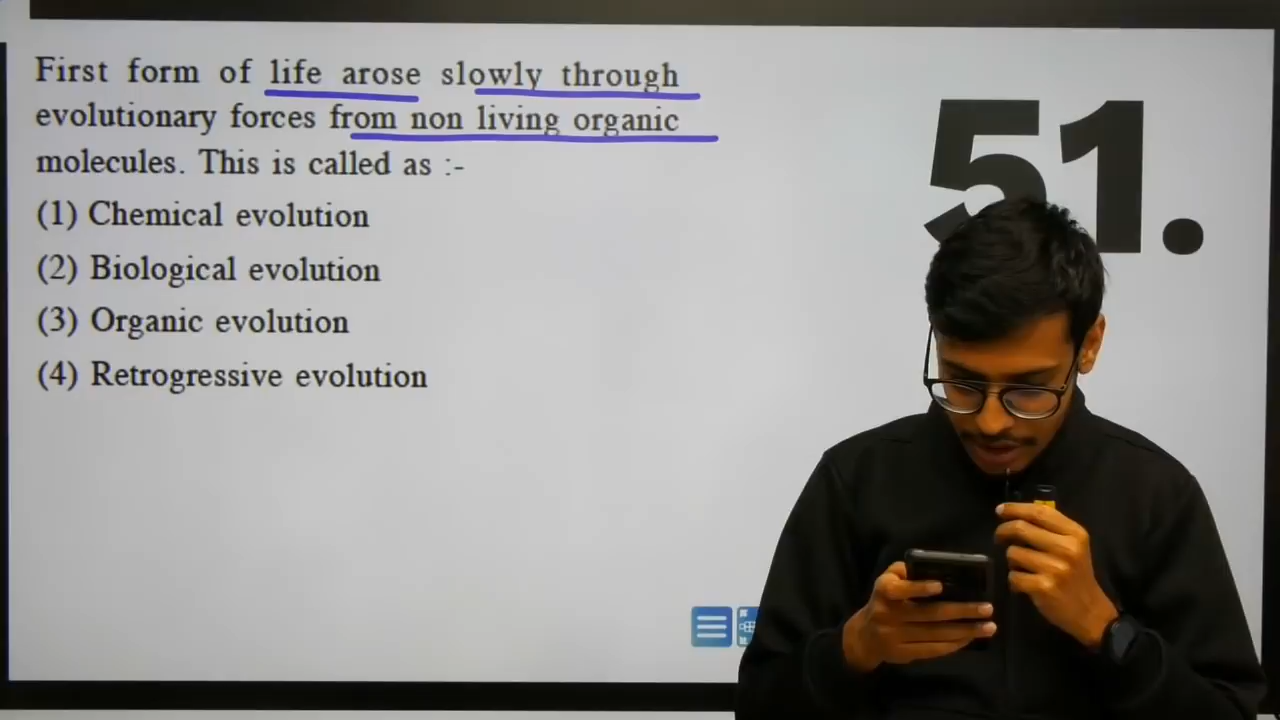 First form of life arose slowly through
evolutionary forces from non living organic
molecules. This is called as :-
(1) Chemical evolution
(2) Biological evolution
(3) Organic evolution
(4) Retrogressive evolution
51.